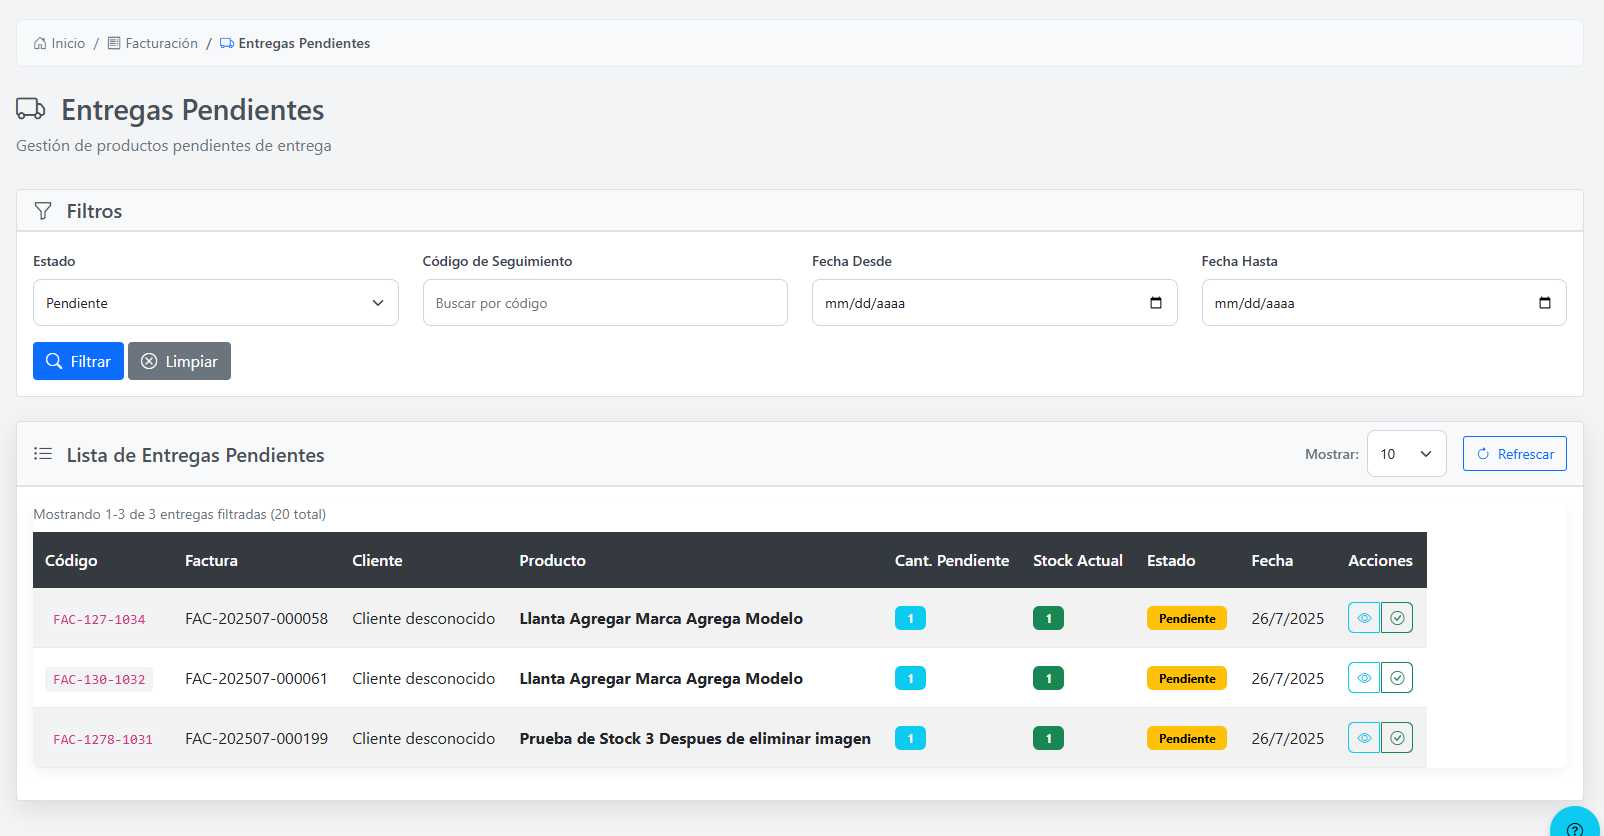 Inicio / Facturación / Entregas Pendientes
Entregas Pendientes
Gestión de productos pendientes de entrega
Filtros
Estado Código de Seguimiento Fecha Desde Fecha Hasta
Pendiente Buscar por código mm/dd/aaaa mm/dd/aaaa
Filtrar Limpiar
Lista de Entregas Pendientes Mostrar: 10 Refrescar
Mostrando 1-3 de 3 entregas filtradas (20 total)
Código Factura Cliente Producto Cant. Pendiente Stock Actual Estado Fecha Acciones
FAC-127-1034 FAC-202507-000058 Cliente desconocido Llanta Agregar Marca Agrega Modelo 1 1 Pendiente 26/7/2025
FAC-130-1032 FAC-202507-000061 Cliente desconocido Llanta Agregar Marca Agrega Modelo 1 1 Pendiente 26/7/2025
FAC-1278-1031 FAC-202507-000199 Cliente desconocido Prueba de Stock 3 Despues de eliminar imagen 1 1 Pendiente 26/7/2025